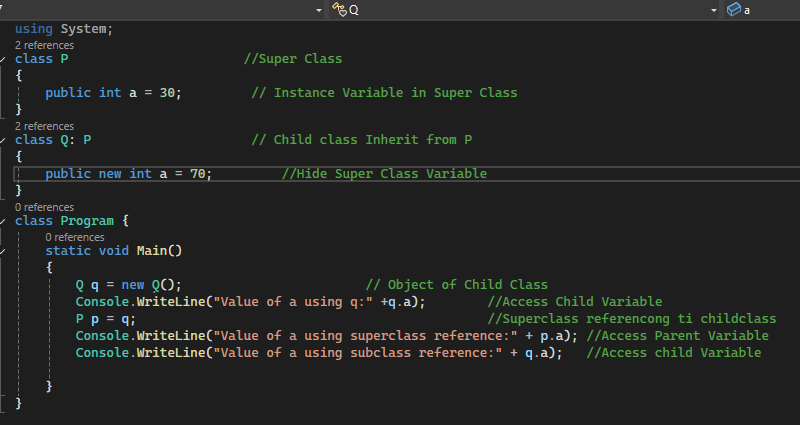 Q a
using System;
2 references
class P //Super Class
{
public int a = 30; // Instance Variable in Super Class
}
2 references
class Q: P // Child class Inherit from P
{
public new int a = 70; //Hide Super Class Variable
}
0 references
class Program {
0 references
static void Main()
{
Q q = new Q(); // Object of Child Class
Console.WriteLine("Value of a using q:" +q.a); //Access Child Variable
P p = q; //Superclass referencong ti childclass
Console.WriteLine("Value of a using superclass reference:" + p.a); //Access Parent Variable
Console.WriteLine("Value of a using subclass reference:" + q.a); //Access child Variable
}
}